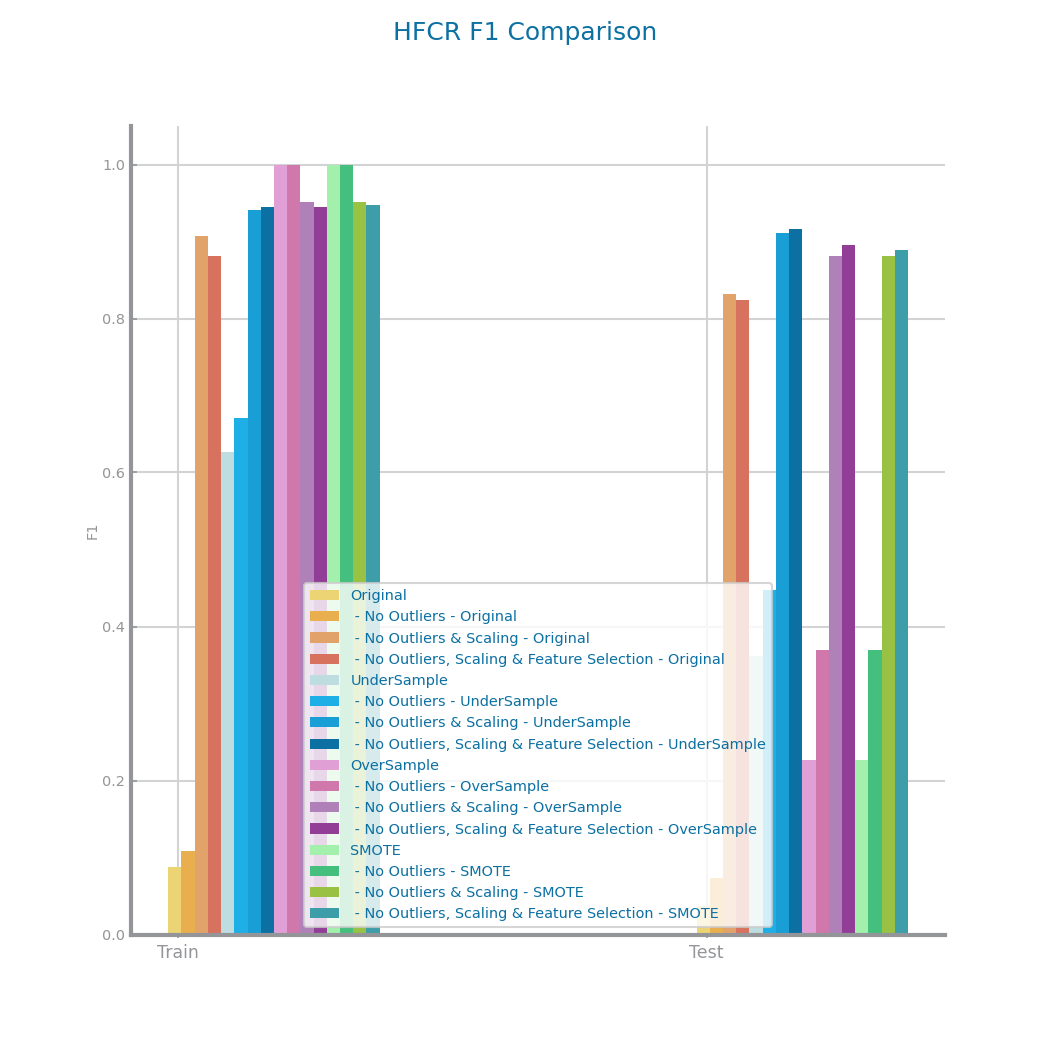 HFCR F1 Comparison
1.0
0.8
0.6
0.4
0.2
0.0
F1
Original
- No Outliers - Original
- No Outliers & Scaling - Original
- No Outliers, Scaling & Feature Selection - Original
UnderSample
- No Outliers - UnderSample
- No Outliers & Scaling - UnderSample
- No Outliers, Scaling & Feature Selection - UnderSample
OverSample
- No Outliers - OverSample
- No Outliers & Scaling - OverSample
- No Outliers, Scaling & Feature Selection - OverSample
SMOTE
- No Outliers - SMOTE
- No Outliers & Scaling - SMOTE
- No Outliers, Scaling & Feature Selection - SMOTE
Train
Test